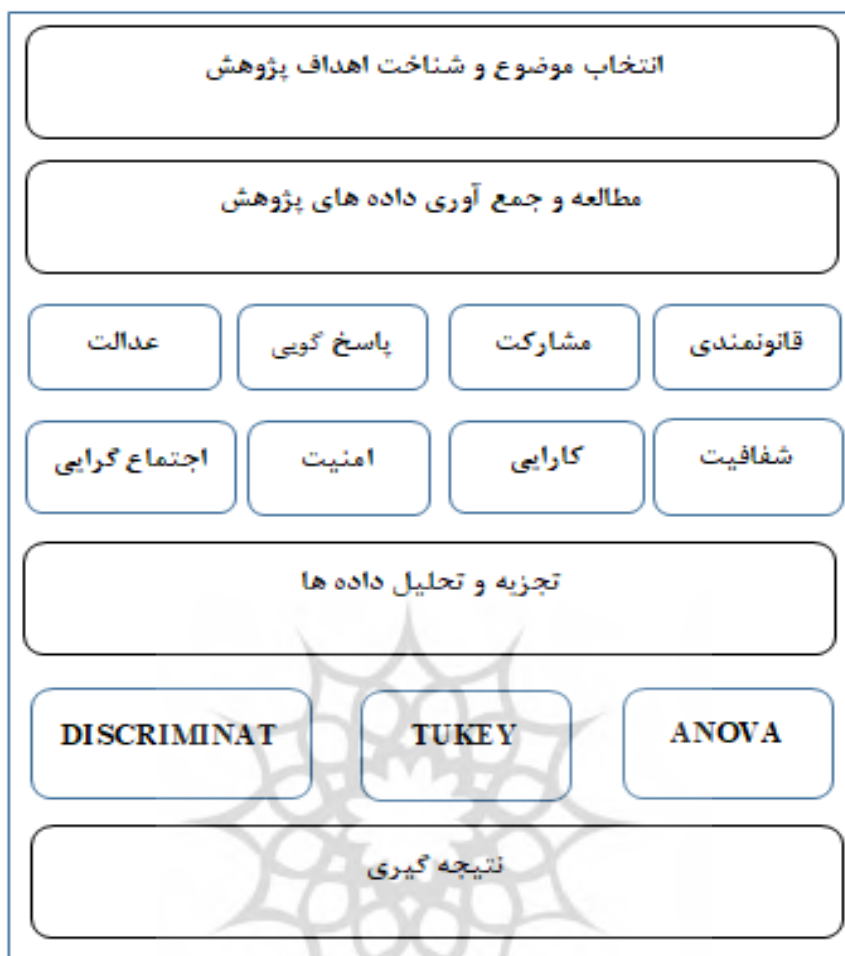 انتخاب موضوع و شناخت اهداف پژوهش
مطالعه و جمع آوری داده های پژوهش
قانونمندی
مشارکت
پاسخ گویی
عدالت
شفافیت
کارایی
امنیت
اجتماع گرایی
تجزیه و تحلیل داده ها
ANOVA
TUKEY
DISCRIMINAT
نتیجه گیری